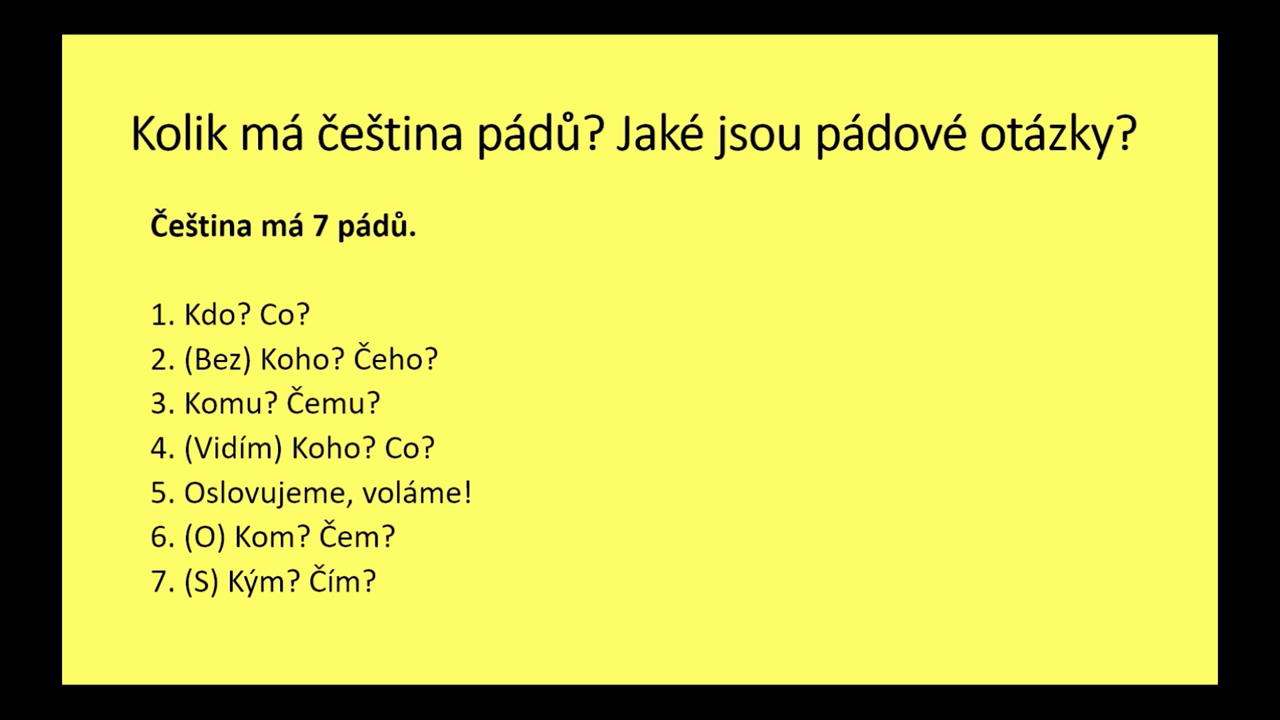 Kolik má čeština pádů? Jaké jsou pádové otázky?
Čeština má 7 pádů.
1. Kdo? Co?
2. (Bez) Koho? Čeho?
3. Komu? Čemu?
4. (Vidím) Koho? Co?
5. Oslovujeme, voláme!
6. (O) Kom? Čem?
7. (S) Kým? Čím?